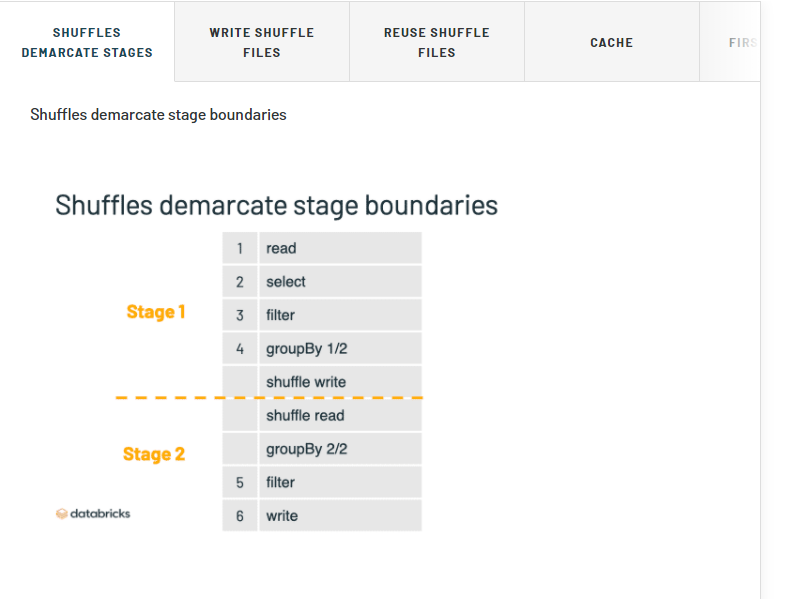 SHUFFLES
DEMARCATE STAGES
WRITE SHUFFLE
FILES
REUSE SHUFFLE
FILES
CACHE
FIRS
Shuffles demarcate stage boundaries
Shuffles demarcate stage boundaries
1 read
2 select
Stage 1
3 filter
4 groupBy 1/2
shuffle write
shuffle read
Stage 2
groupBy 2/2
5 filter
6 write
databricks